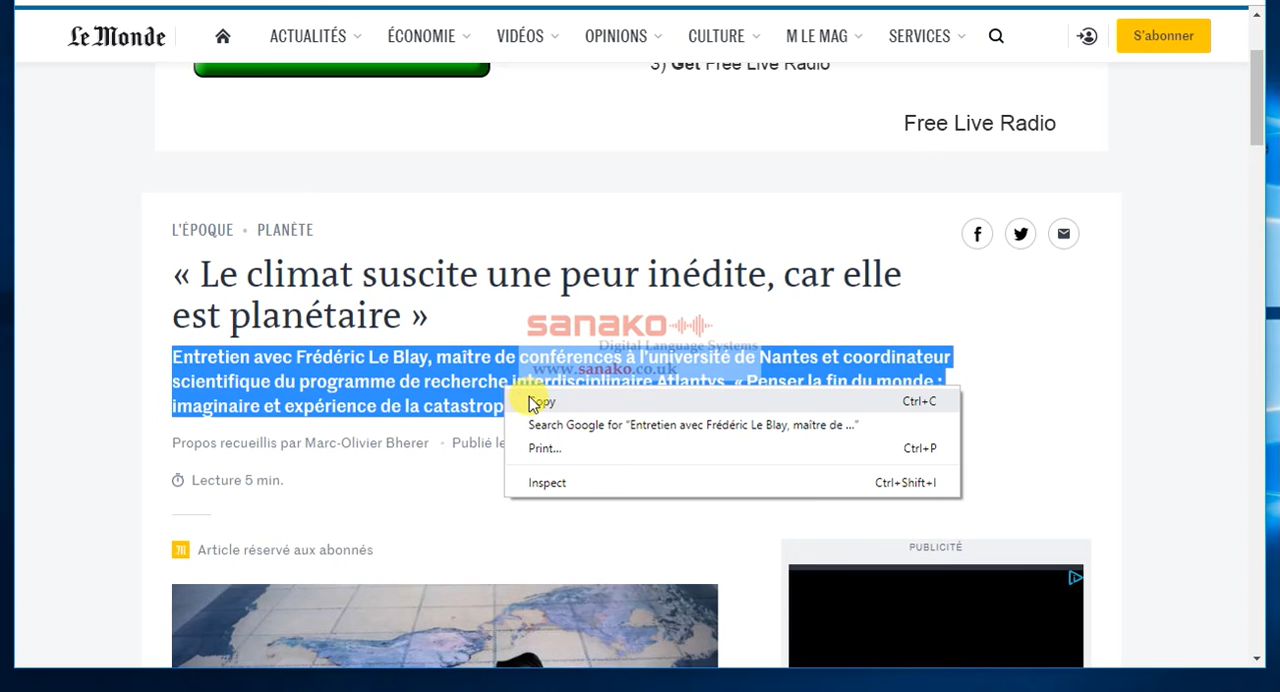 Le Monde ACTUALITÉS ÉCONOMIE VIDÉOS OPINIONS CULTURE M LE MAG SERVICES S'abonner
3) Get Free Live Radio
Free Live Radio
L'ÉPOQUE • PLANÈTE
« Le climat suscite une peur inédite, car elle
est planétaire »
sanako
Digital Language Systems
www.sanako.co.uk
Entretien avec Frédéric Le Blay, maître de conférences à l'université de Nantes et coordinateur
scientifique du programme de recherche interdisciplinaire Atlantys. « Penser la fin du monde :
imaginaire et expérience de la catastrop
Copy Ctrl+C
Search Google for "Entretien avec Frédéric Le Blay, maître de ..."
Print... Ctrl+P
Inspect Ctrl+Shift+I
Propos recueillis par Marc-Olivier Bherer • Publié le
Lecture 5 min.
Article réservé aux abonnés
PUBLICITÉ